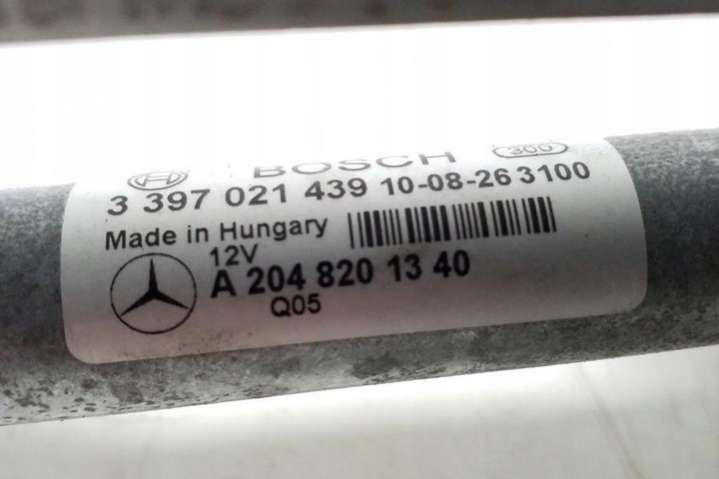 BOSCH 300
3 397 021 439 10-08-26 3100
Made in Hungary
12V
A 204 820 13 40
Q05